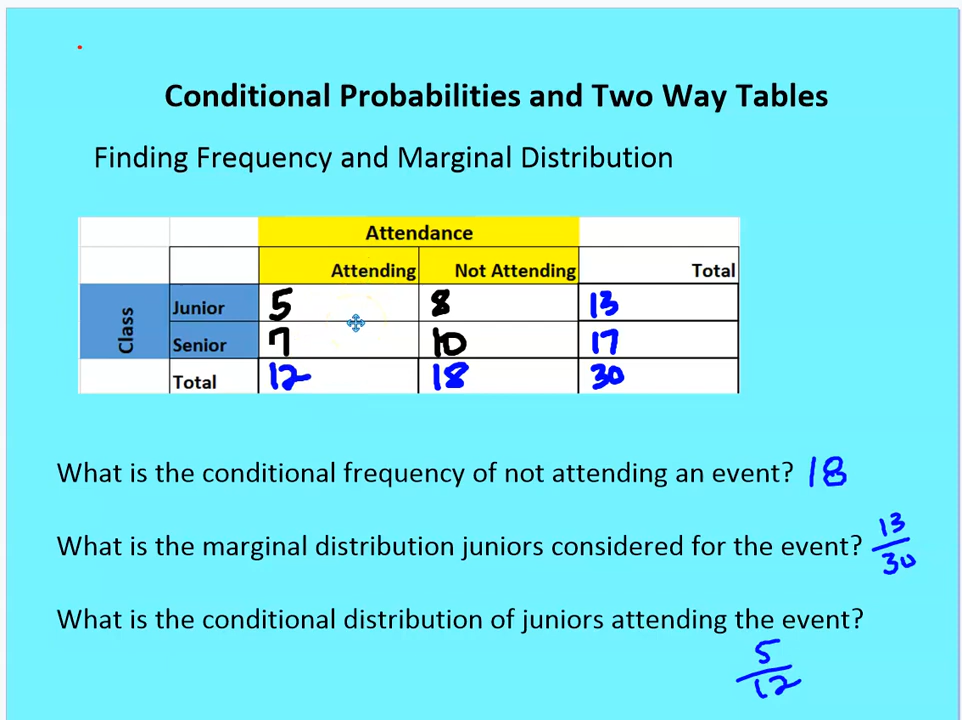 Conditional Probabilities and Two Way Tables
Finding Frequency and Marginal Distribution
Attendance
Attending Not Attending Total
Class
Junior 5 8 13
Senior 7 10 17
Total 12 18 30
What is the conditional frequency of not attending an event? 18
What is the marginal distribution juniors considered for the event? 13/30
What is the conditional distribution of juniors attending the event?
5/12